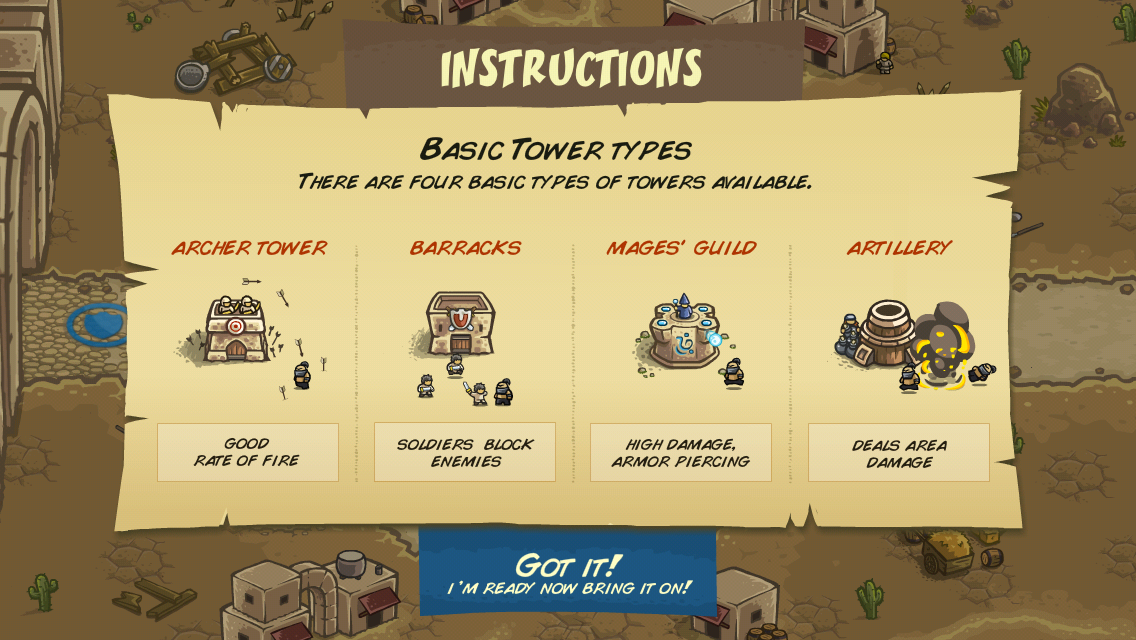 INSTRUCTIONS
BASIC TOWER TYPES
THERE ARE FOUR BASIC TYPES OF TOWERS AVAILABLE.
ARCHER TOWER
GOOD
RATE OF FIRE
BARRACKS
SOLDIERS BLOCK
ENEMIES
MAGES' GUILD
HIGH DAMAGE,
ARMOR PIERCING
ARTILLERY
DEALS AREA
DAMAGE
GOT IT!
I'M READY NOW BRING IT ON!